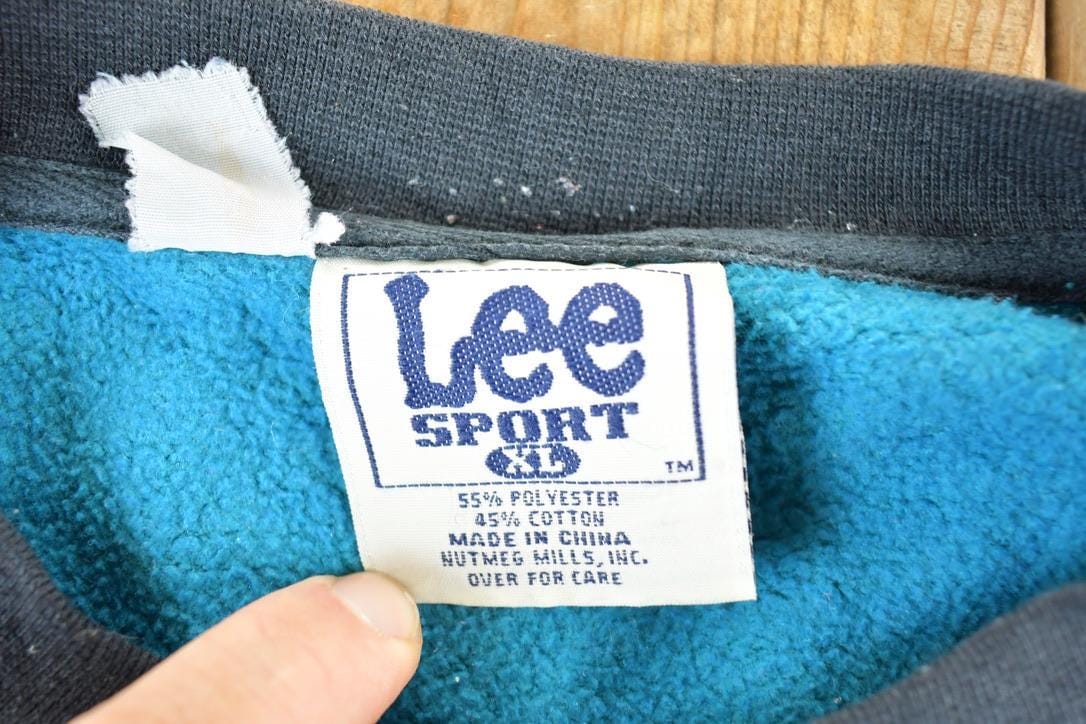 Lee
SPORT
XL
TM
55% POLYESTER
45% COTTON
MADE IN CHINA
NUTMEG MILLS, INC.
OVER FOR CARE